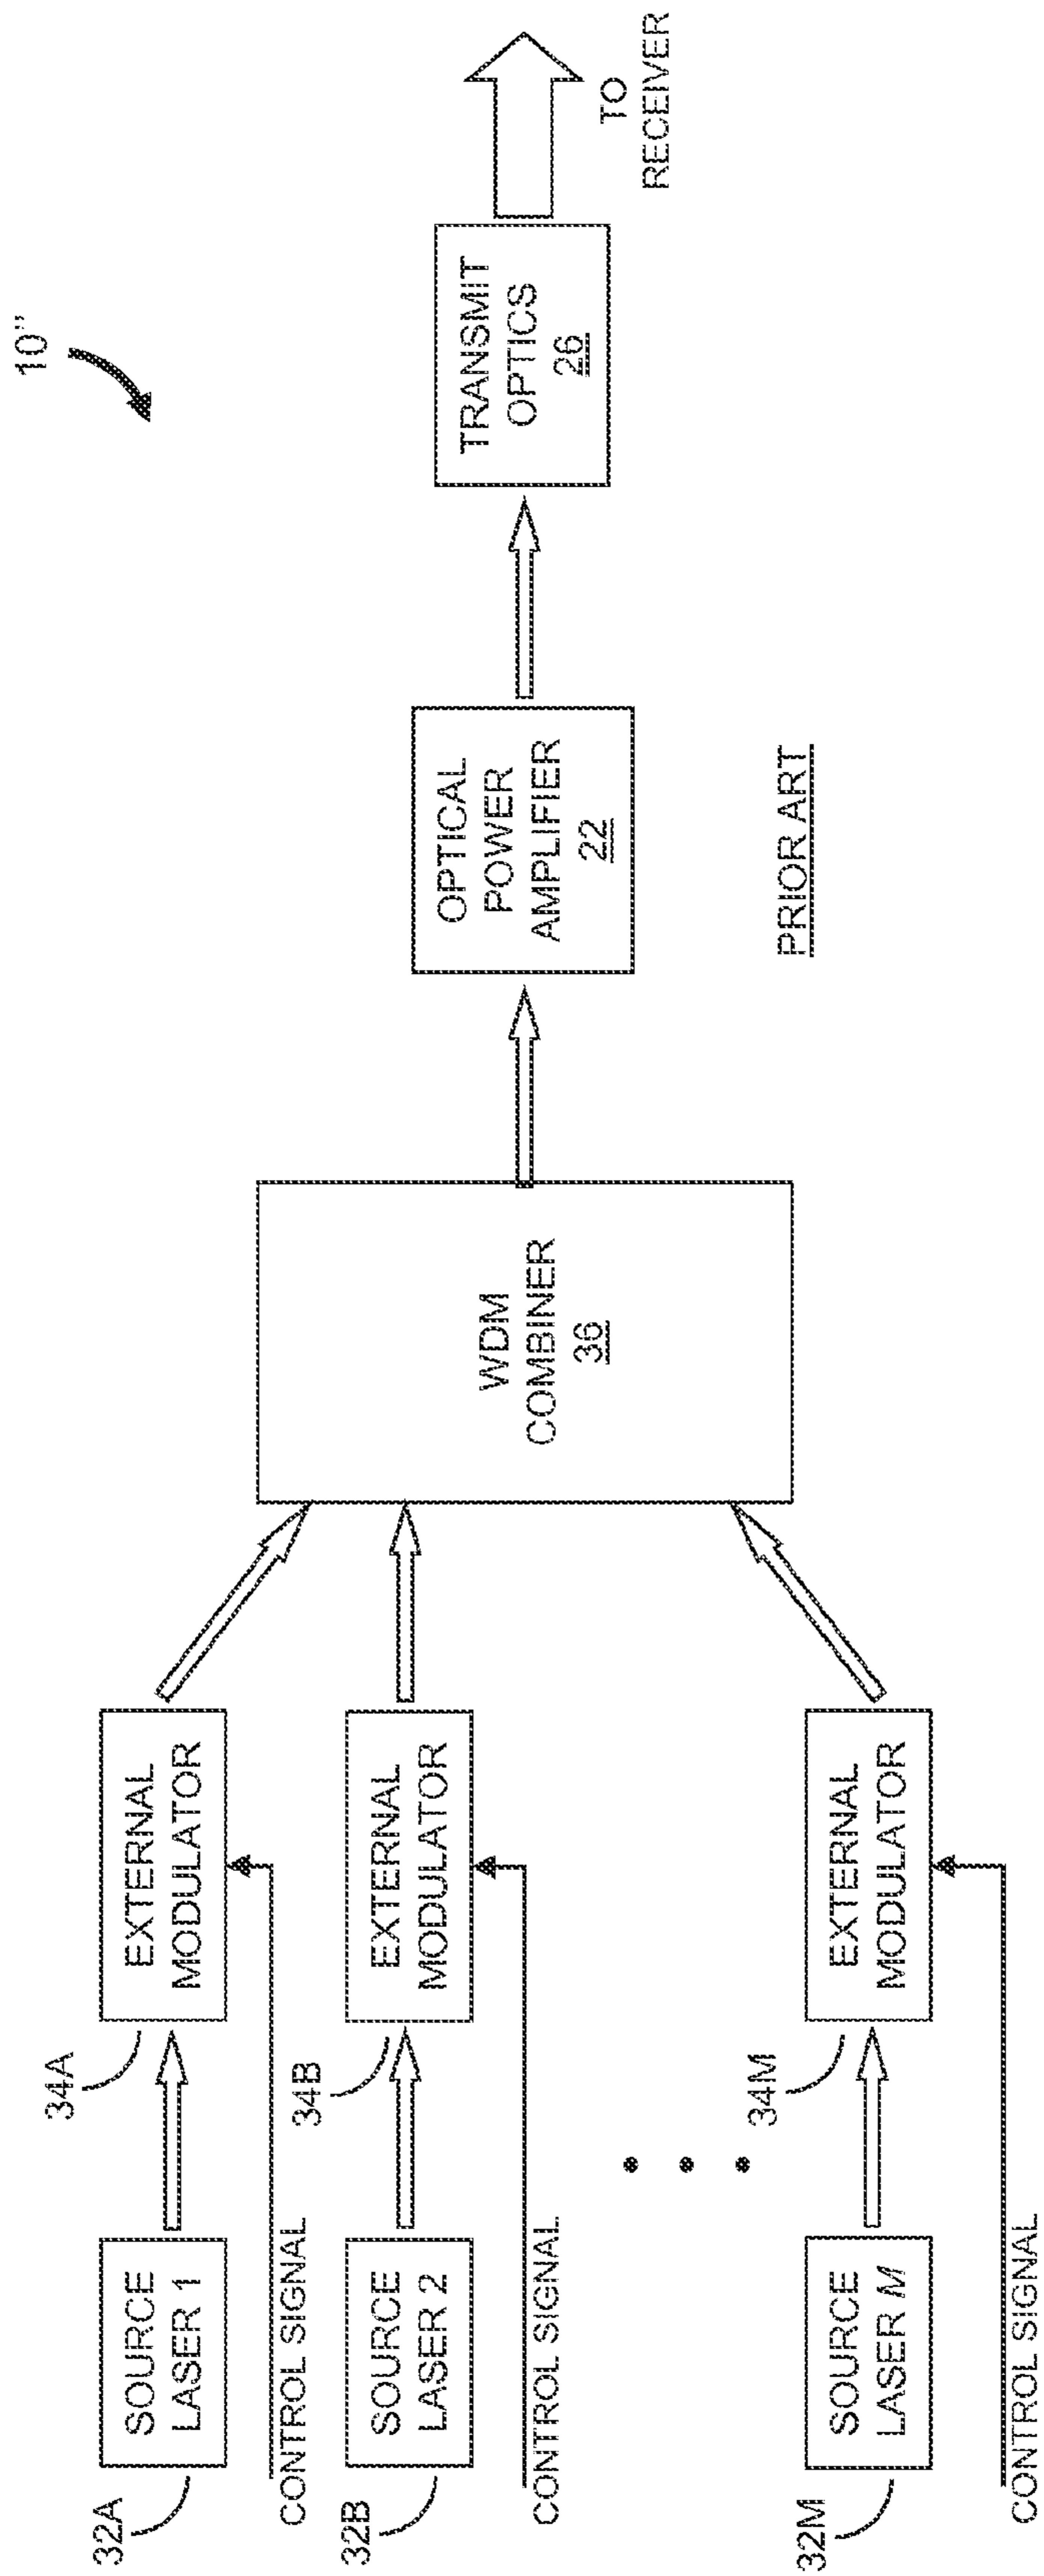 10”
32A
SOURCE
LASER 1
34A
EXTERNAL
MODULATOR
CONTROL SIGNAL
32B
SOURCE
LASER 2
34B
EXTERNAL
MODULATOR
CONTROL SIGNAL
32M
SOURCE
LASER M
34M
EXTERNAL
MODULATOR
CONTROL SIGNAL
WDM
COMBINER
36
OPTICAL
POWER
AMPLIFIER
22
TRANSMIT
OPTICS
26
TO
RECEIVER
PRIOR ART